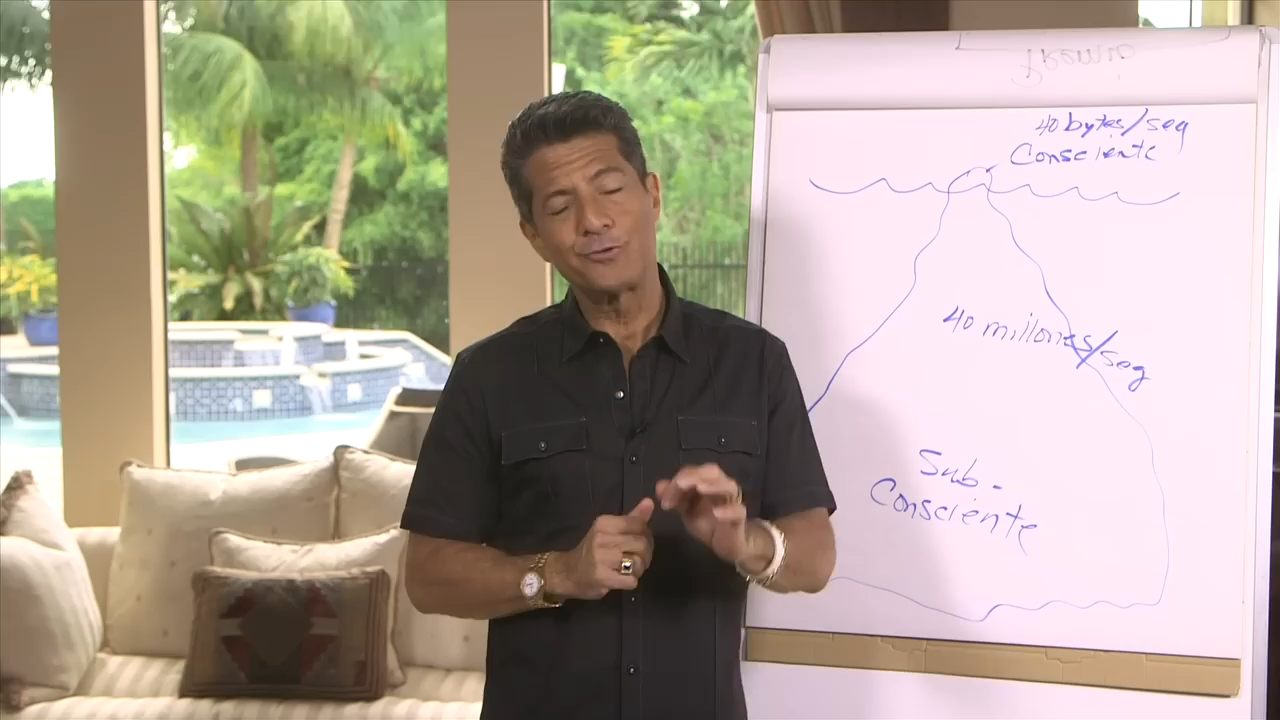 40 bytes/seg
Consciente
40 millones/seg
Sub-
Consciente